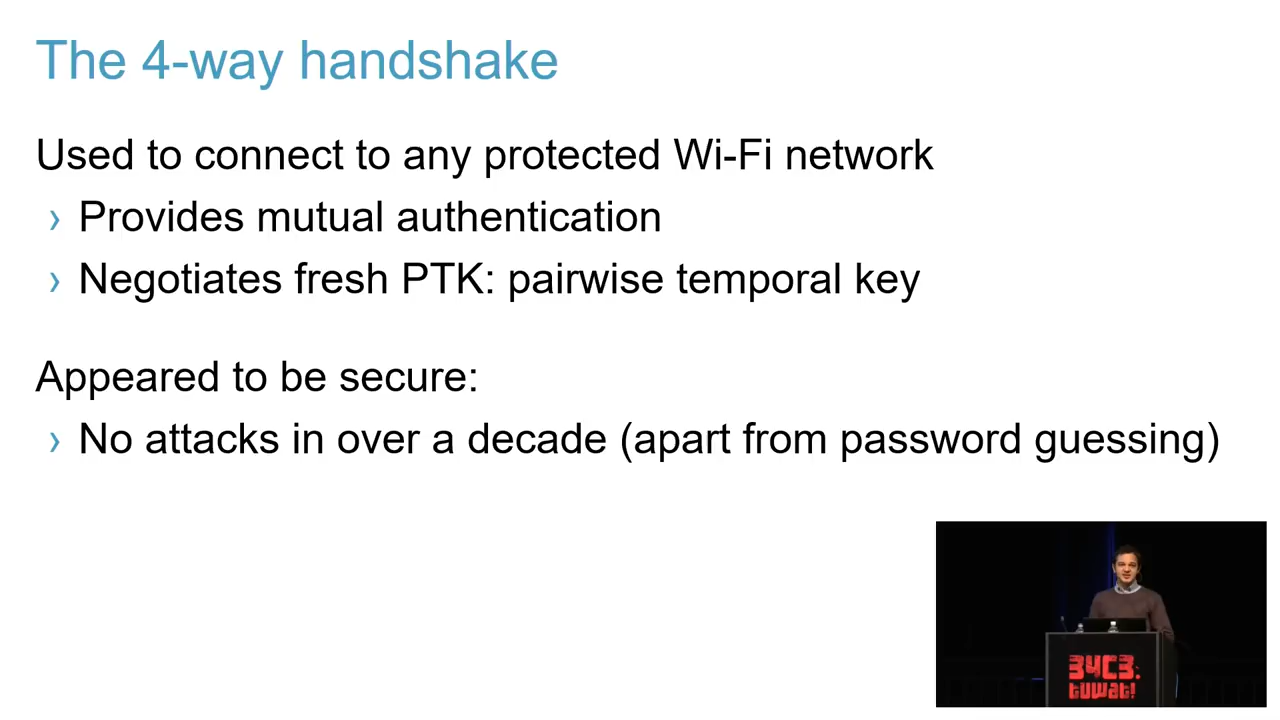 The 4-way handshake
Used to connect to any protected Wi-Fi network
› Provides mutual authentication
› Negotiates fresh PTK: pairwise temporal key
Appeared to be secure:
› No attacks in over a decade (apart from password guessing)
34C3:
tuwat!